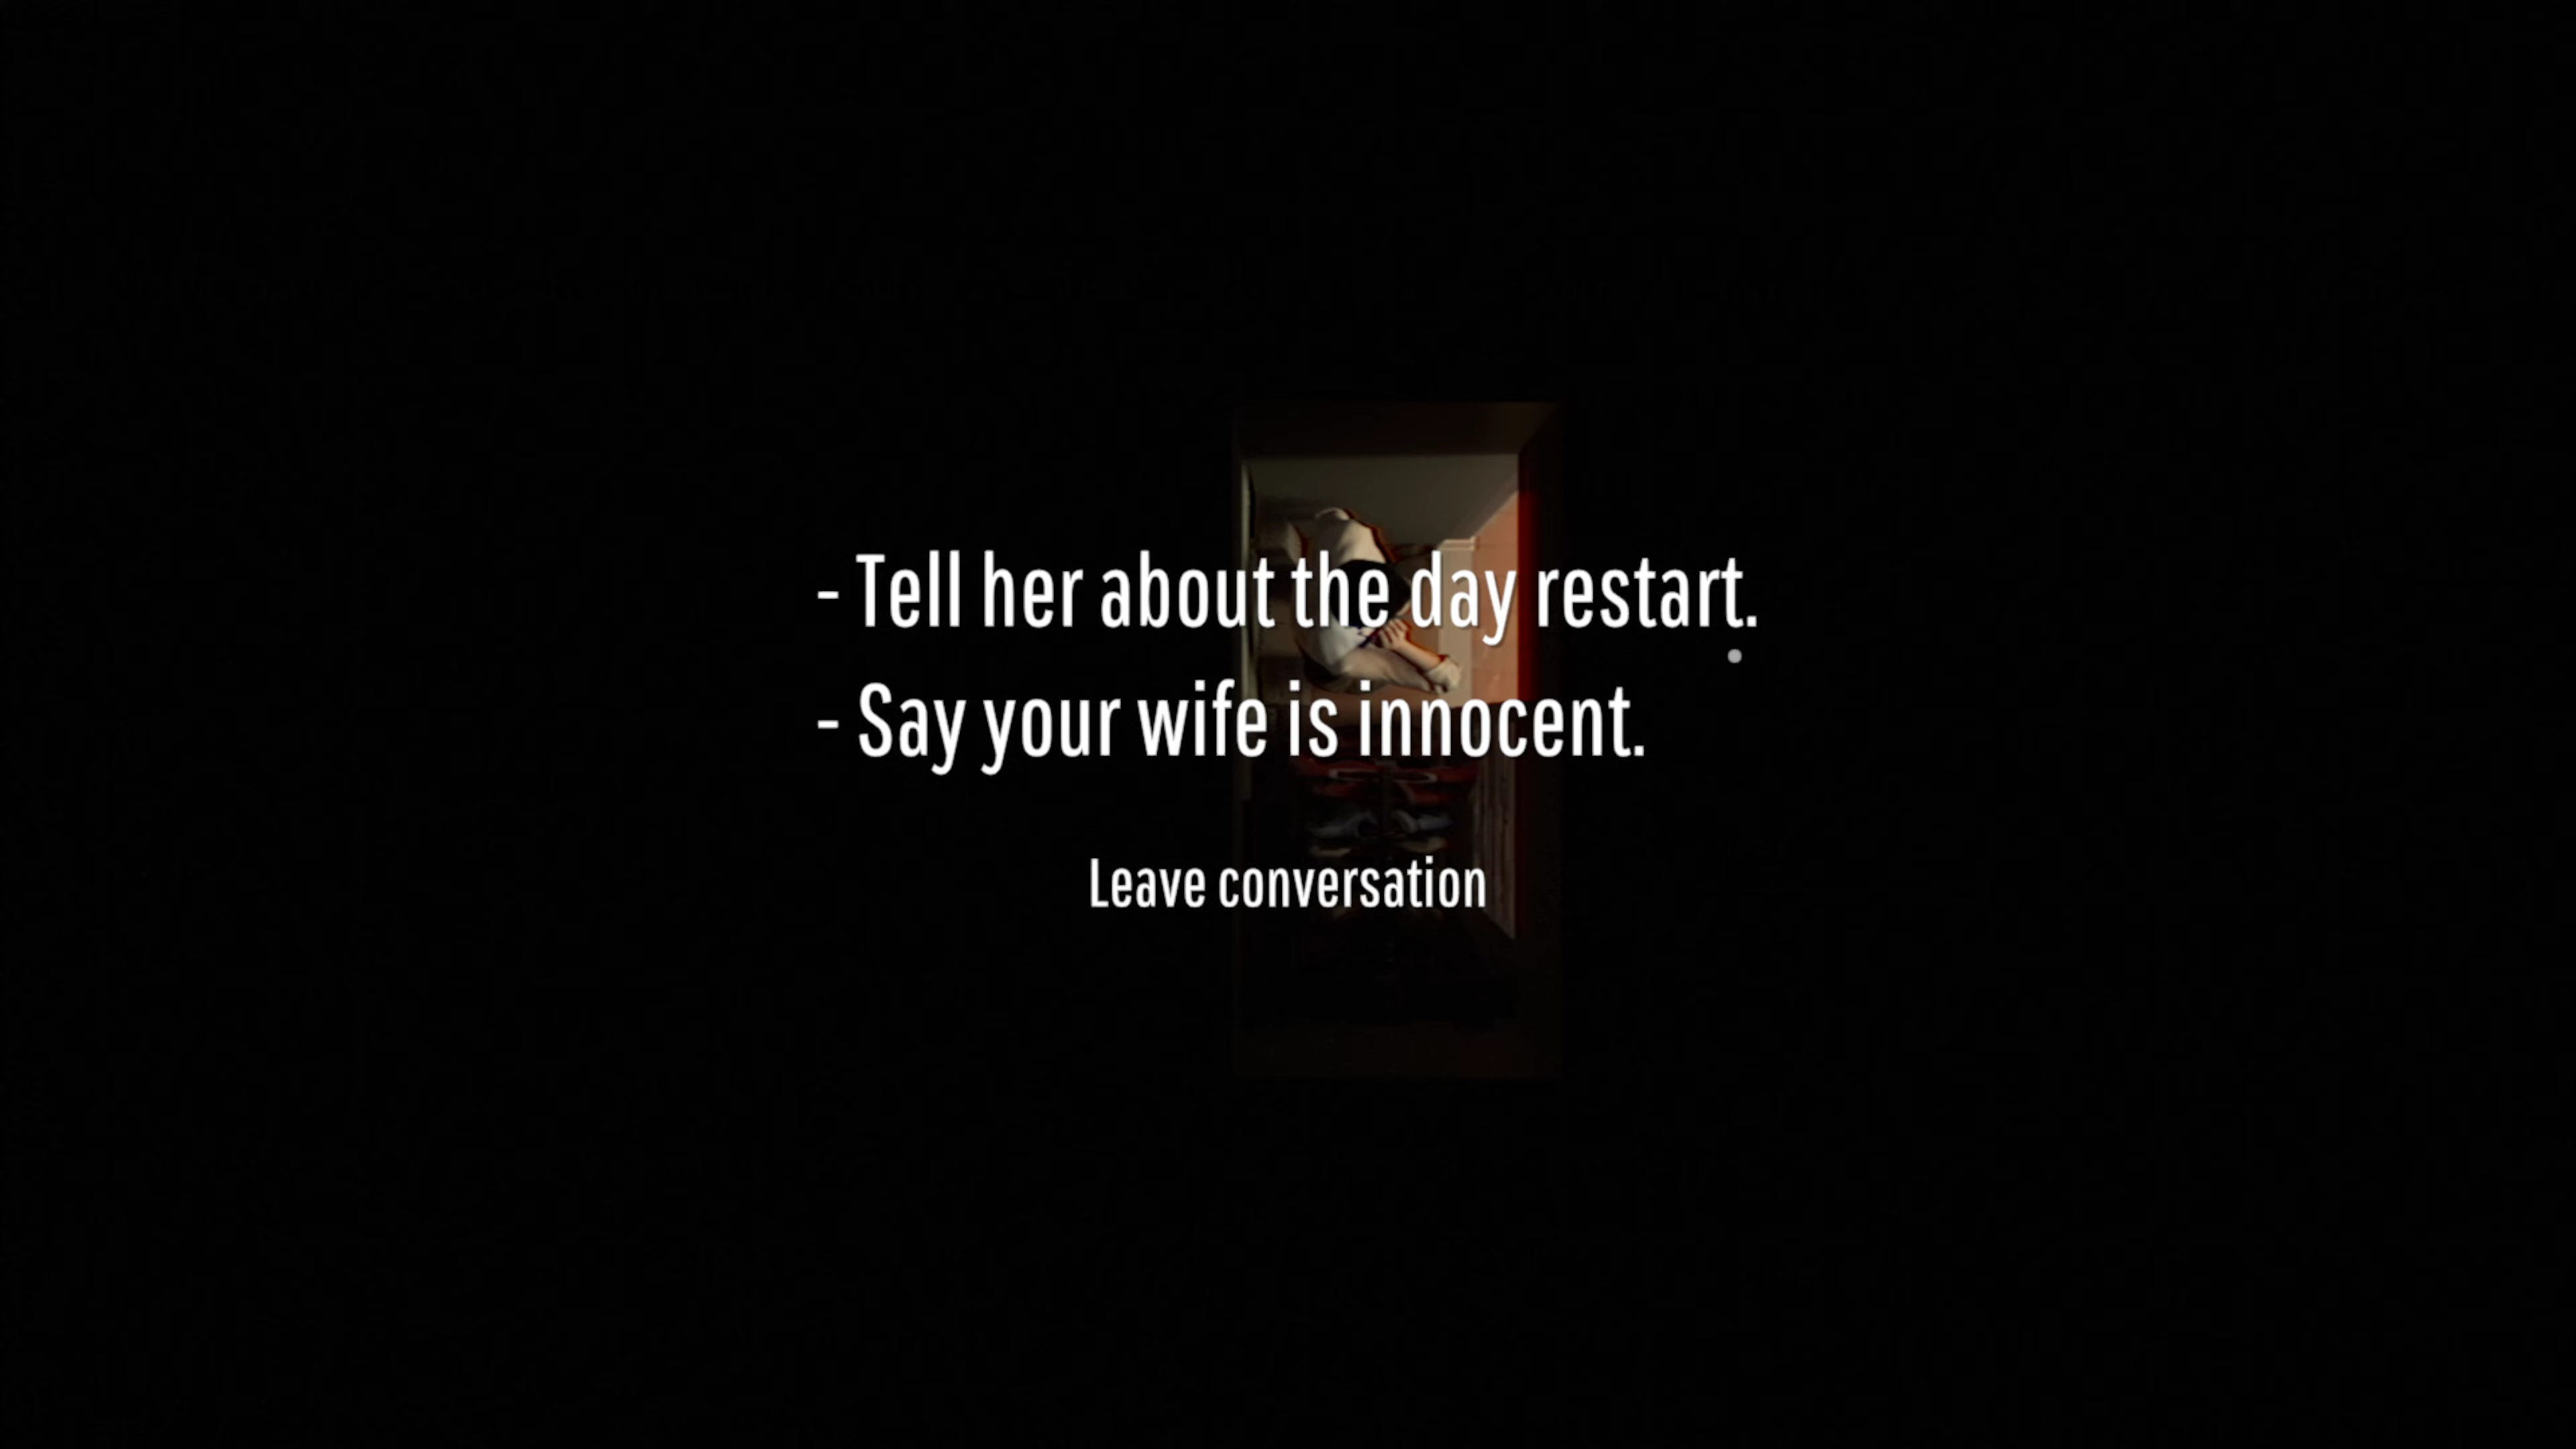 - Tell her about the day restart.
- Say your wife is innocent.
Leave conversation